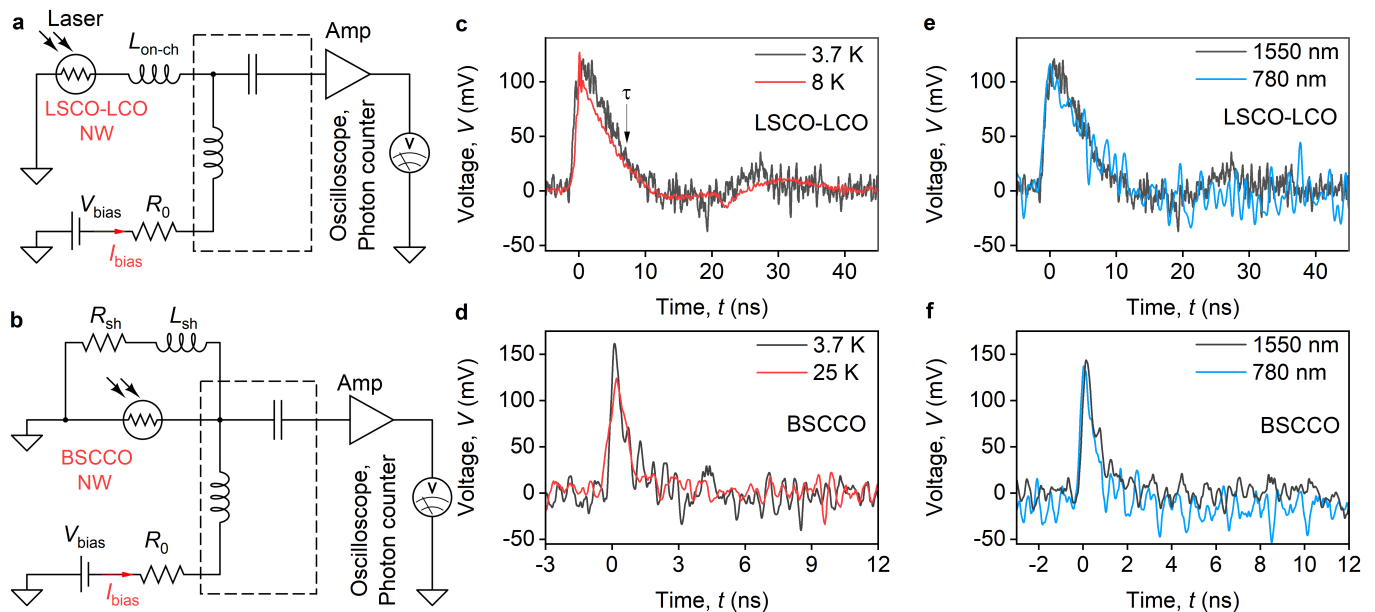 a
Laser
L on-ch
Amp
LSCO-LCO
NW
V bias
R 0
I bias
Oscilloscope,
Photon counter
V
b
R sh
L sh
Amp
BSCCO
NW
V bias
R 0
I bias
Oscilloscope,
Photon counter
V
c
Voltage, V (mV)
100
50
0
-50
3.7 K
8 K
τ
LSCO-LCO
0 10 20 30 40
Time, t (ns)
d
Voltage, V (mV)
150
100
50
0
-50
3.7 K
25 K
BSCCO
-3 0 3 6 9 12
Time, t (ns)
e
Voltage, V (mV)
100
50
0
-50
1550 nm
780 nm
LSCO-LCO
0 10 20 30 40
Time, t (ns)
f
Voltage, V (mV)
150
100
50
0
-50
1550 nm
780 nm
BSCCO
-2 0 2 4 6 8 10 12
Time, t (ns)